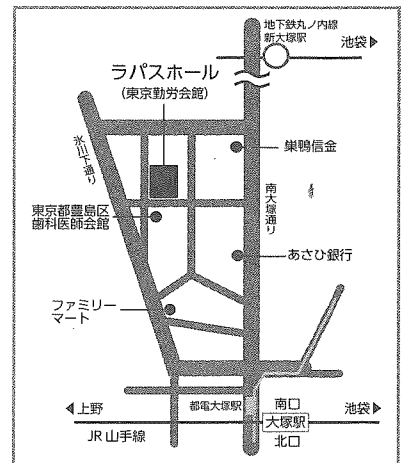 地下鉄丸ノ内線
新大塚駅
池袋▶
ラパスホール
(東京勤労会館)
氷川下通り
巣鴨信金
南大塚通り
東京都豊島区
歯科医師会館
あさひ銀行
ファミリー
マート
都電大塚駅
南口
◀上野
大塚駅
池袋▶
JR山手線
北口